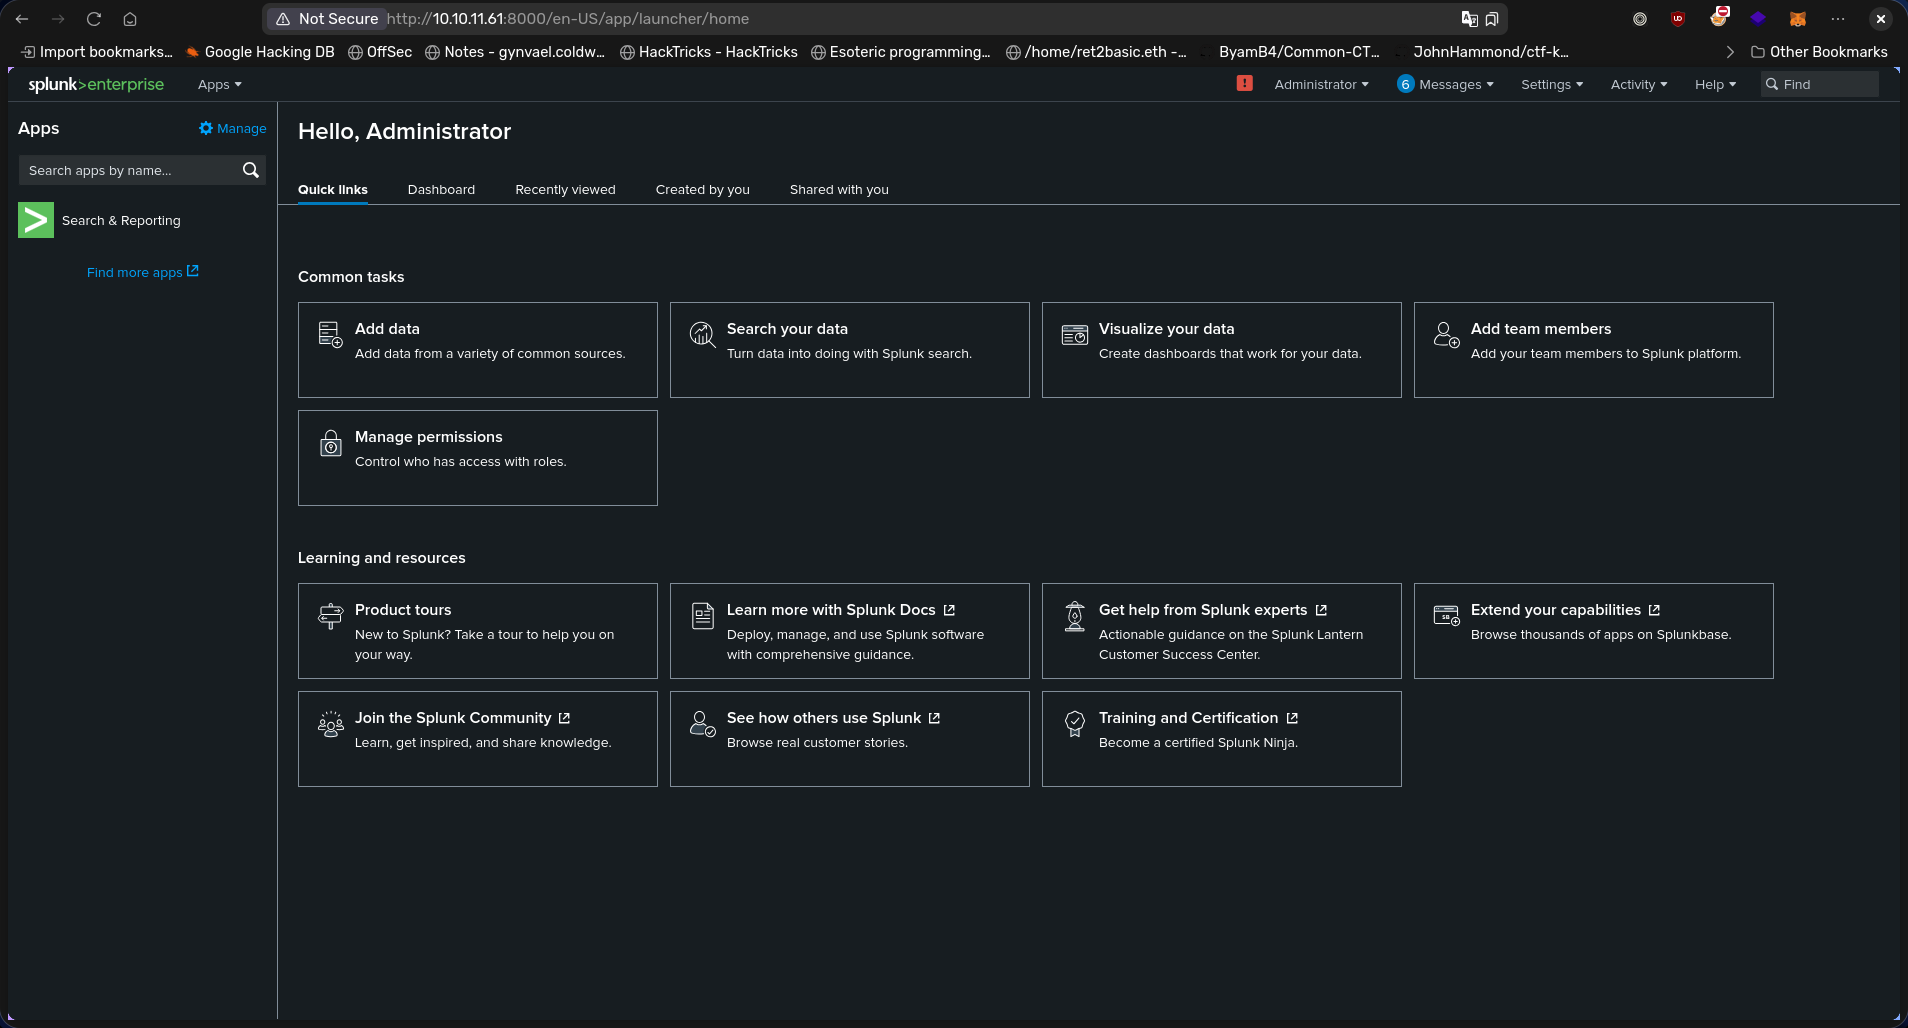 Not Secure http://10.10.11.61:8000/en-US/app/launcher/home
Import bookmarks... Google Hacking DB OffSec Notes - gynvael.coldw... HackTricks - HackTricks Esoteric programming... /home/ret2basic.eth -... ByamB4/Common-CT... JohnHammond/ctf-k... Other Bookmarks
splunk>enterprise Apps Administrator 6 Messages Settings Activity Help Find
Apps Manage
Search apps by name...
Search & Reporting
Find more apps
Hello, Administrator
Quick links Dashboard Recently viewed Created by you Shared with you
Common tasks
Add data
Add data from a variety of common sources.
Search your data
Turn data into doing with Splunk search.
Visualize your data
Create dashboards that work for your data.
Add team members
Add your team members to Splunk platform.
Manage permissions
Control who has access with roles.
Learning and resources
Product tours
New to Splunk? Take a tour to help you on
your way.
Learn more with Splunk Docs
Deploy, manage, and use Splunk software
with comprehensive guidance.
Get help from Splunk experts
Actionable guidance on the Splunk Lantern
Customer Success Center.
Extend your capabilities
Browse thousands of apps on Splunkbase.
Join the Splunk Community
Learn, get inspired, and share knowledge.
See how others use Splunk
Browse real customer stories.
Training and Certification
Become a certified Splunk Ninja.